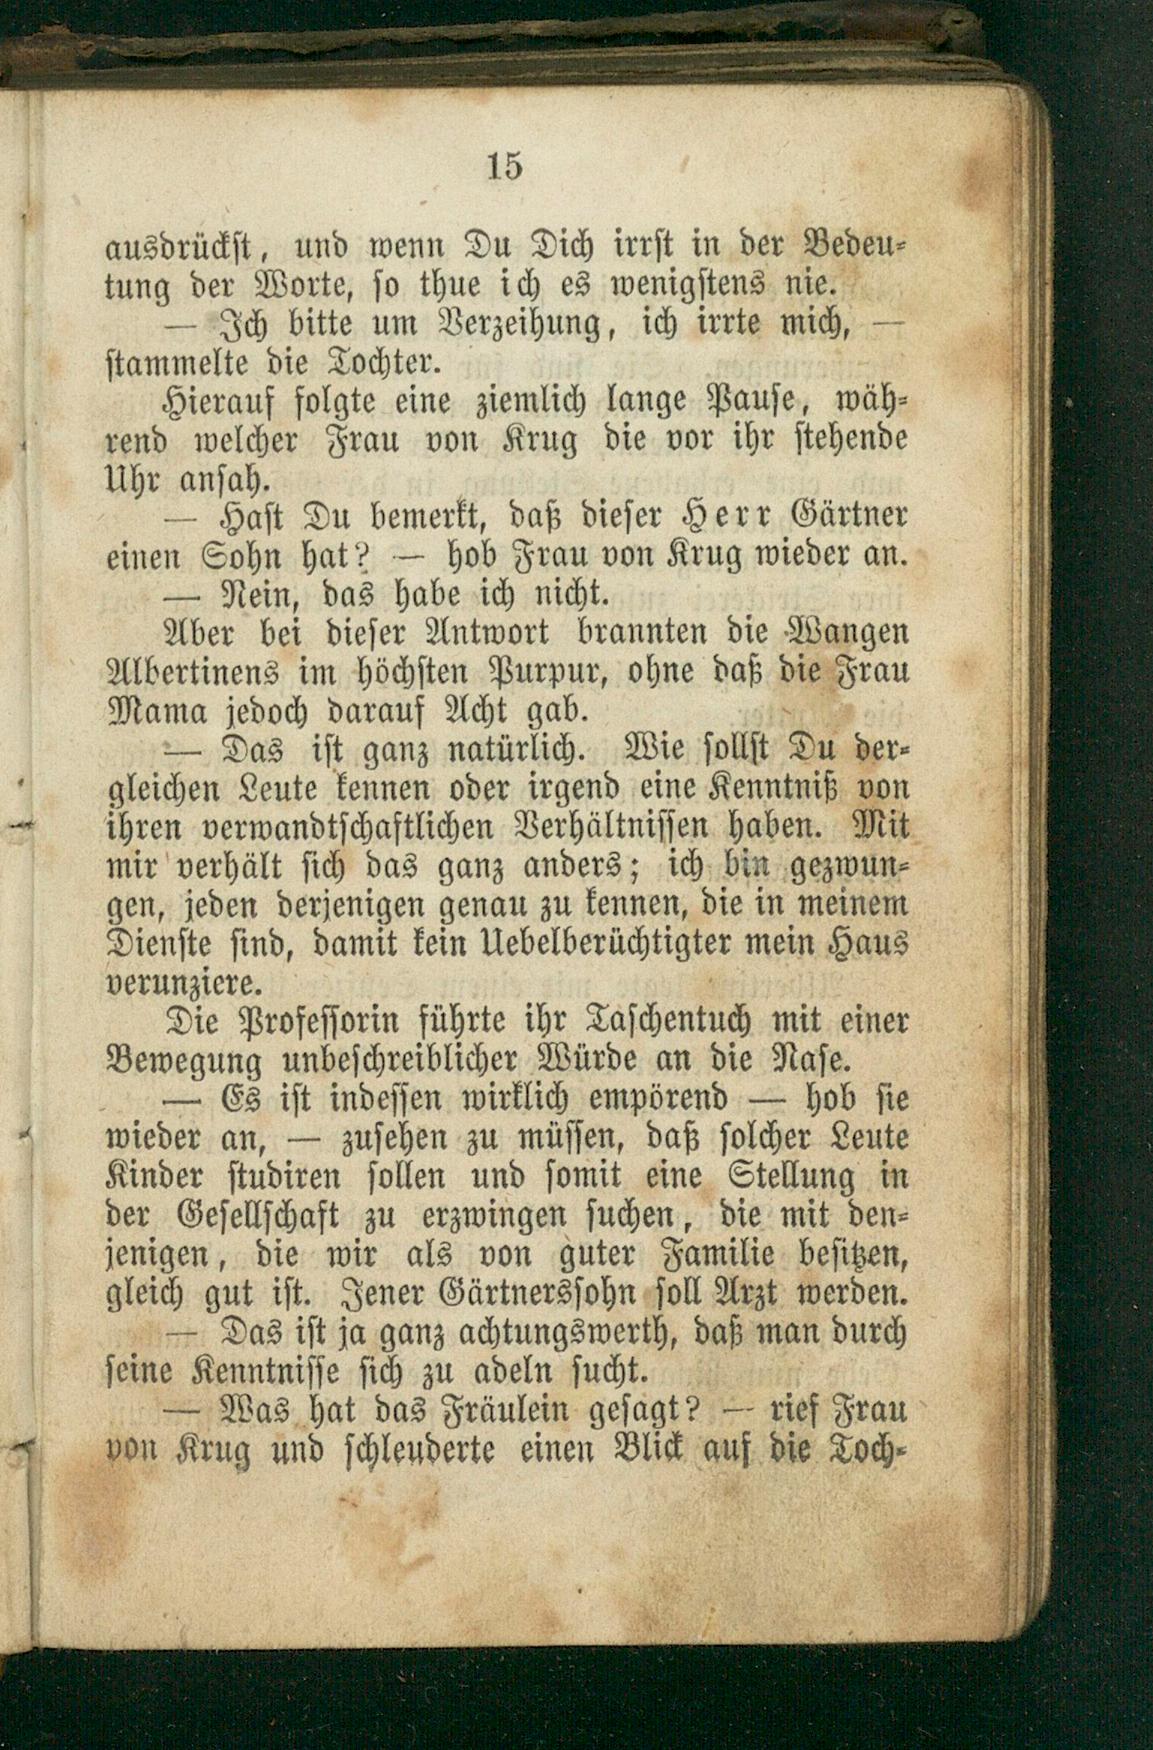 15
ausdrückst, und wenn Du Dich irrst in der Bedeu-
tung der Worte, so thue ich es wenigstens nie.
— Ich bitte um Verzeihung, ich irrte mich, —
stammelte die Tochter.
Hierauf folgte eine ziemlich lange Pause, wäh-
rend welcher Frau von Krug die vor ihr stehende
Uhr ansah.
— Hast Du bemerkt, daß dieser Herr Gärtner
einen Sohn hat? — hob Frau von Krug wieder an.
— Nein, das habe ich nicht.
Aber bei dieser Antwort brannten die Wangen
Albertinens im höchsten Purpur, ohne daß die Frau
Mama jedoch darauf Acht gab.
— Das ist ganz natürlich. Wie sollst Du der-
gleichen Leute kennen oder irgend eine Kenntniß von
ihren verwandtschaftlichen Verhältnissen haben. Mit
mir verhält sich das ganz anders; ich bin gezwun-
gen, jeden derjenigen genau zu kennen, die in meinem
Dienste sind, damit kein Uebelberüchtigter mein Haus
verunziere.
Die Professorin führte ihr Taschentuch mit einer
Bewegung unbeschreiblicher Würde an die Nase.
— Es ist indessen wirklich empörend — hob sie
wieder an, — zusehen zu müssen, daß solcher Leute
Kinder studiren sollen und somit eine Stellung in
der Gesellschaft zu erzwingen suchen, die mit den-
jenigen, die wir als von guter Familie besitzen,
gleich gut ist. Jener Gärtnerssohn soll Arzt werden.
— Das ist ja ganz achtungswerth, daß man durch
seine Kenntnisse sich zu adeln sucht.
— Was hat das Fräulein gesagt? — rief Frau
von Krug und schleuderte einen Blick auf die Toch-